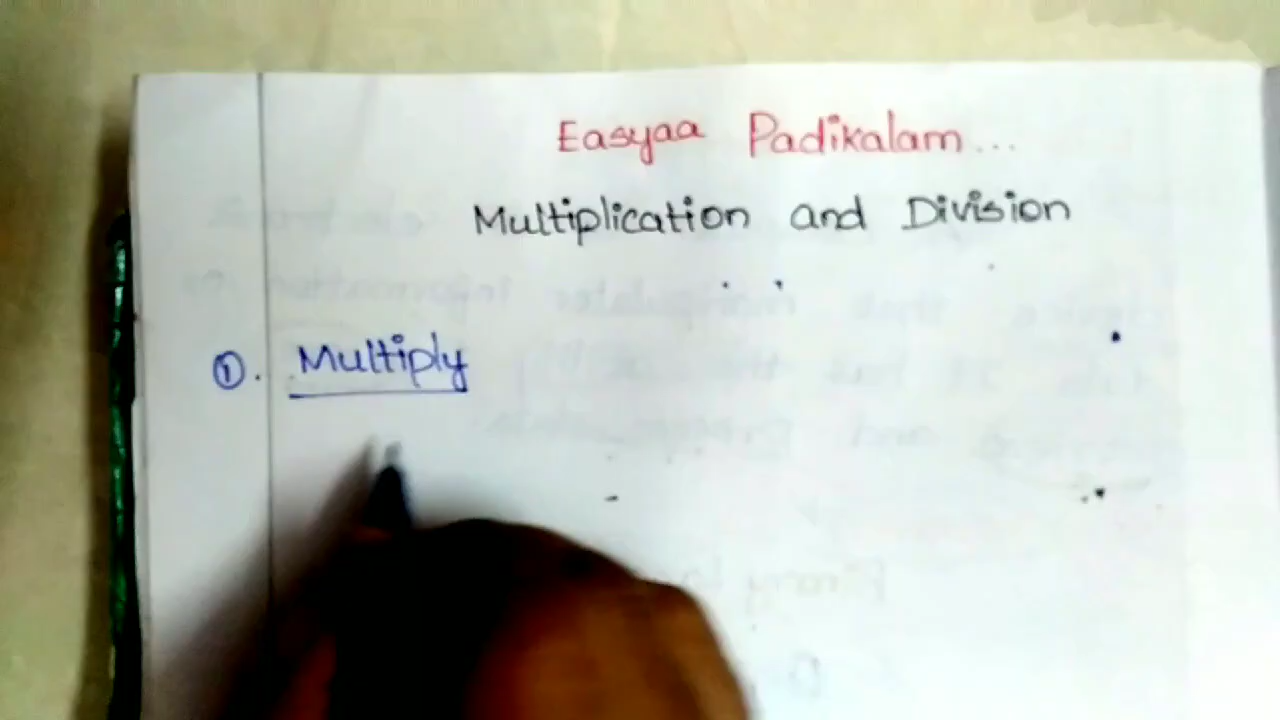 Easyaa Padikalam...
Multiplication and Division
①. Multiply